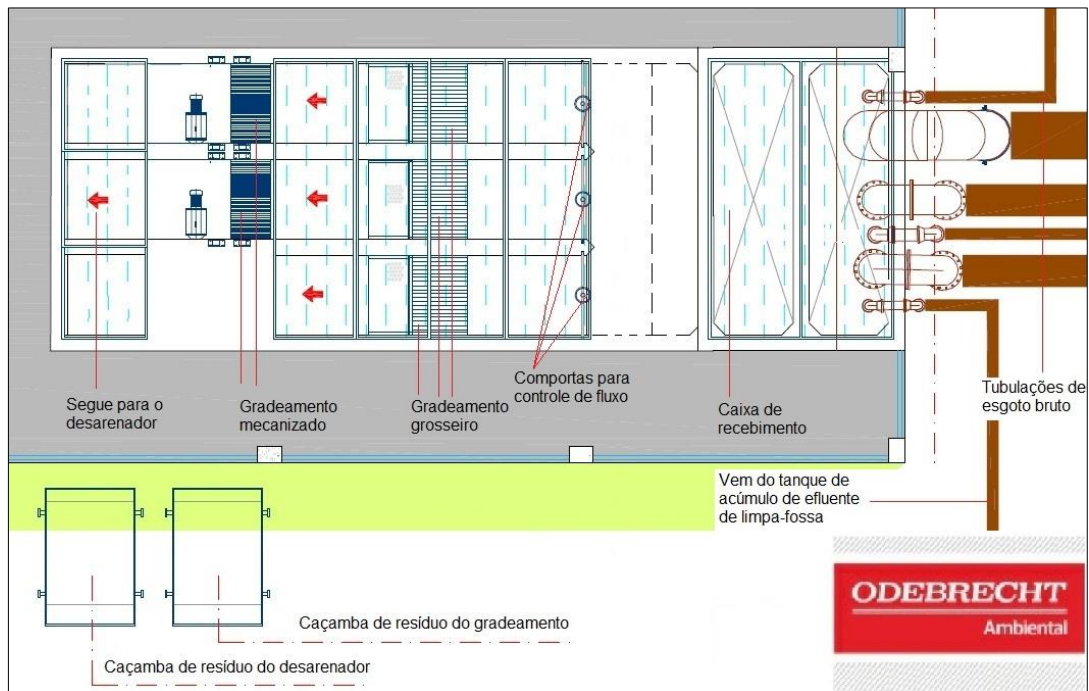 Segue para o
desarenador
Gradeamento
mecanizado
Gradeamento
grosseiro
Comportas para
controle de fluxo
Caixa de
recebimento
Tubulações de
esgoto bruto
Vem do tanque de
acúmulo de efluente
de limpa-fossa
Caçamba de resíduo do gradeamento
Caçamba de resíduo do desarenador
ODEBRECHT
Ambiental